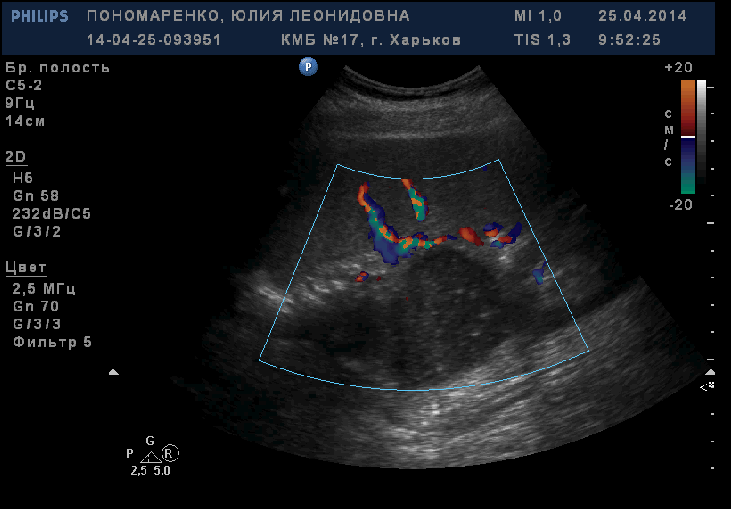 PHILIPS ПОНОМАРЕНКО, ЮЛИЯ ЛЕОНИДОВНА MI 1,0 25.04.2014
14-04-25-093951 КМБ №17, г. Харьков TIS 1,3 9:52:25
Бр. полость
C5-2
9Гц
14см
2D
Н6
Gn 58
232dB/C5
G/3/2
Цвет
2,5 МГц
Gn 70
G/3/3
Фильтр 5
P
+20
см/с
-20
G
P R
2,5 5.0